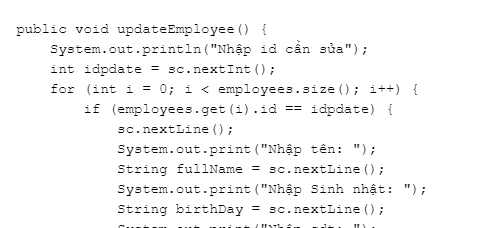 public void updateEmployee() {
System.out.println("Nhập id cần sửa");
int idpdate = sc.nextInt();
for (int i = 0; i < employees.size(); i++) {
if (employees.get(i).id == idpdate) {
sc.nextLine();
System.out.print("Nhập tên: ");
String fullName = sc.nextLine();
System.out.print("Nhập Sinh nhật: ");
String birthDay = sc.nextLine();